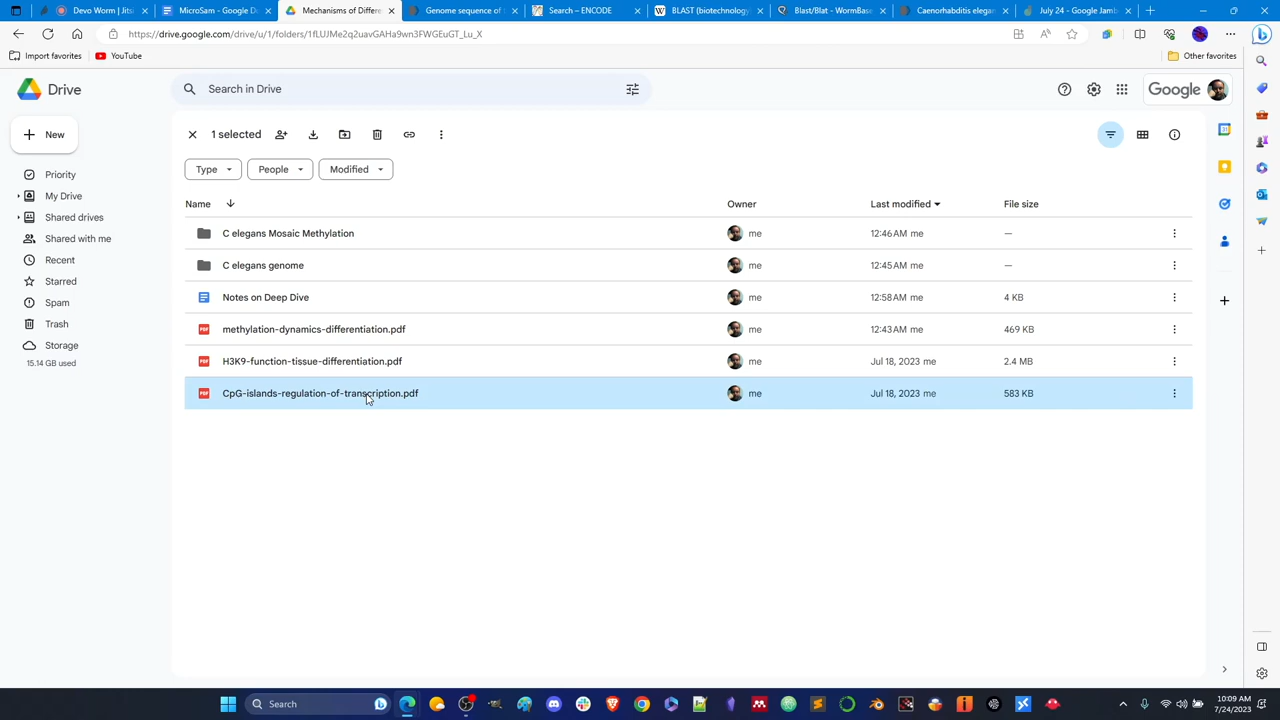 Devo Worm | Jits
MicroSam - Google D
Mechanisms of Differe
Genome sequence of
Search – ENCODE
BLAST (biotechnology
Blast/Blat - WormBase
Caenorhabditis elegan
July 24 - Google Jamb
https://drive.google.com/drive/u/1/folders/1fLUJMe2q2uavGAHa9wn3FWGEuGT_Lu_X
Import favorites
YouTube
Other favorites
Drive
Search in Drive
Google
New
1 selected
Type
People
Modified
Priority
My Drive
Shared drives
Shared with me
Recent
Starred
Spam
Trash
Storage
15.14 GB used
Name Owner Last modified File size
C elegans Mosaic Methylation me 12:46 AM me —
C elegans genome me 12:45 AM me —
Notes on Deep Dive me 12:58 AM me 4 KB
PDF methylation-dynamics-differentiation.pdf me 12:43 AM me 469 KB
PDF H3K9-function-tissue-differentiation.pdf me Jul 18, 2023 me 2.4 MB
PDF CpG-islands-regulation-of-transcription.pdf me Jul 18, 2023 me 583 KB
Search
10:09 AM
7/24/2023